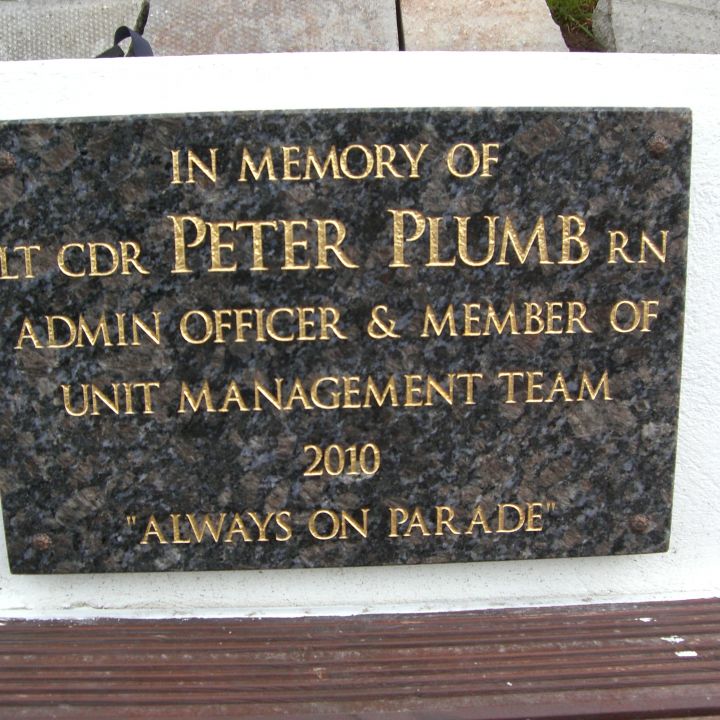 IN MEMORY OF
LT CDR PETER PLUMB RN
ADMIN OFFICER & MEMBER OF
UNIT MANAGEMENT TEAM
2010
"ALWAYS ON PARADE"